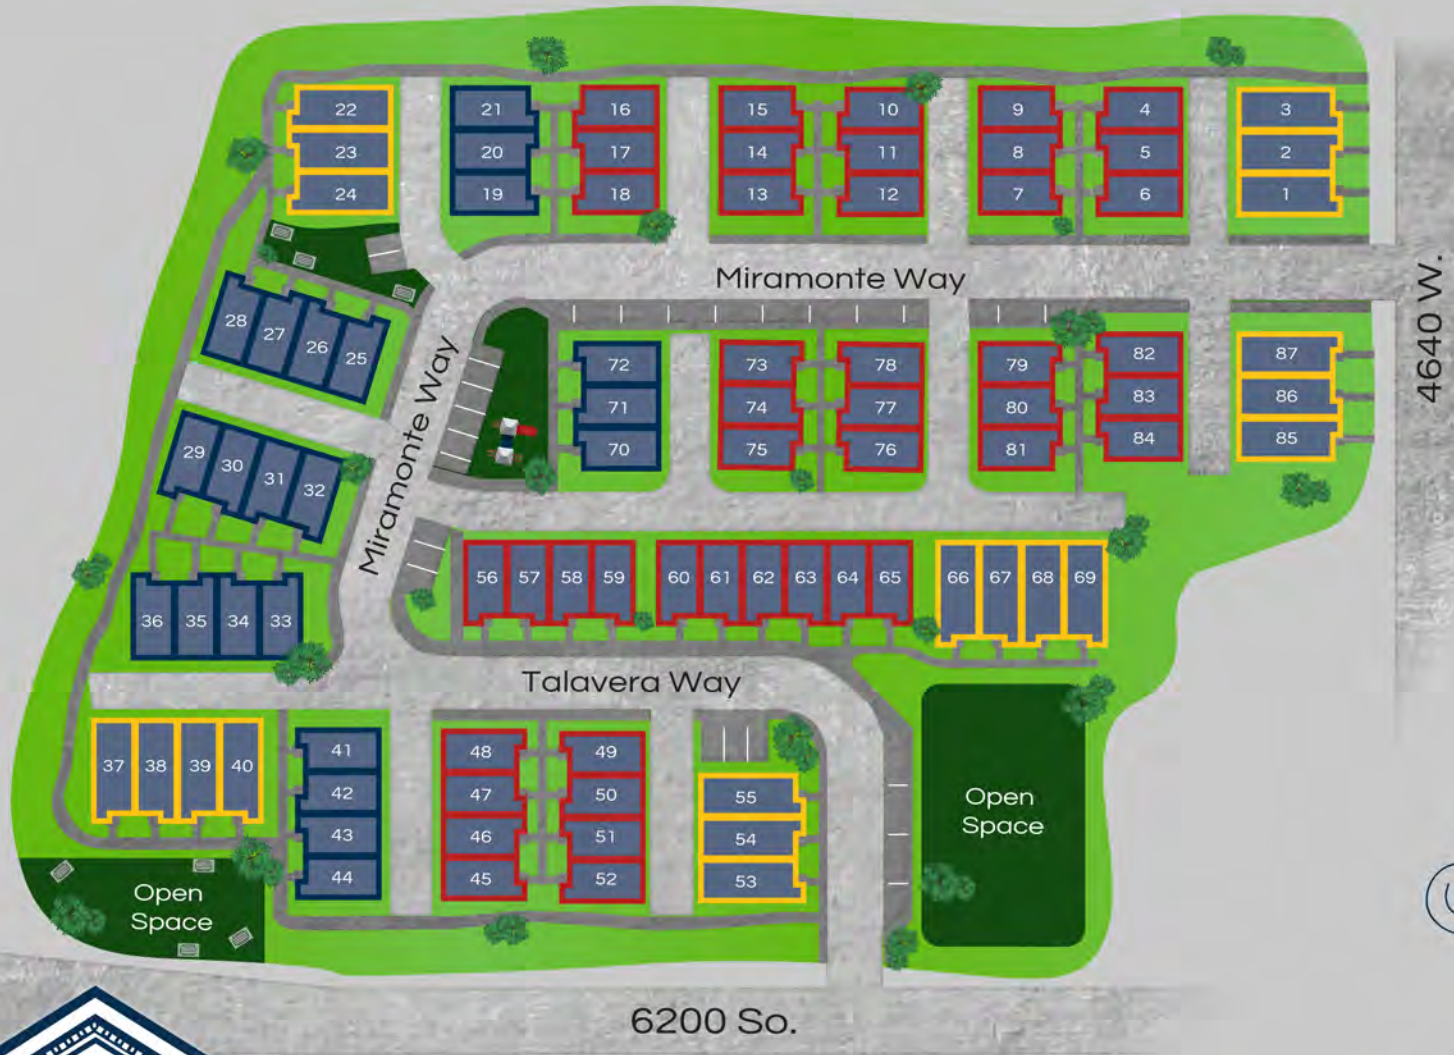 22 21 16 15 10 9 4 3
23 20 17 14 11 8 5 2
24 19 18 13 12 7 6 1
Miramonte Way
4640 W.
28 27 26 25
Miramonte Way
72 73 78 79 82 87
71 74 77 80 83 86
70 75 76 81 84 85
29 30 31 32
56 57 58 59 60 61 62 63 64 65 66 67 68 69
36 35 34 33
Talavera Way
37 38 39 40
41 48 49
42 47 50 55
43 46 51 54
44 45 52 53
Open
Space
Open
Space
6200 So.